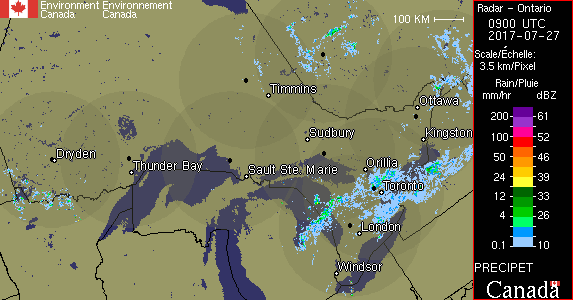 Environment Environnement
Canada Canada
100 KM
Timmins
Ottawa
Sudbury
Kingston
Dryden
Thunder Bay
Sault Ste. Marie
Orillia
Toronto
London
Windsor
Radar - Ontario
0900 UTC
2017-07-27
Scale/Échelle:
3.5 km/Pixel
Rain/Pluie
mm/hr dBZ
200 61
100 52
50 46
24 39
12 33
4 26
0.1 10
PRECIPET
Canada